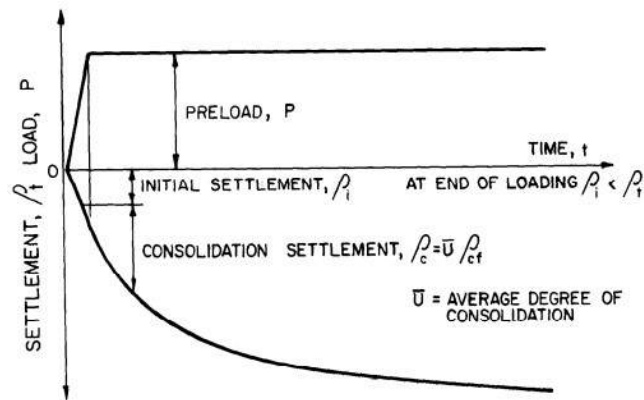 SETTLEMENT, ρt LOAD, P
PRELOAD, P
TIME, t
O
INITIAL SETTLEMENT, ρi
AT END OF LOADING ρi < ρt
CONSOLIDATION SETTLEMENT, ρc = Ū ρcf
Ū = AVERAGE DEGREE OF
CONSOLIDATION